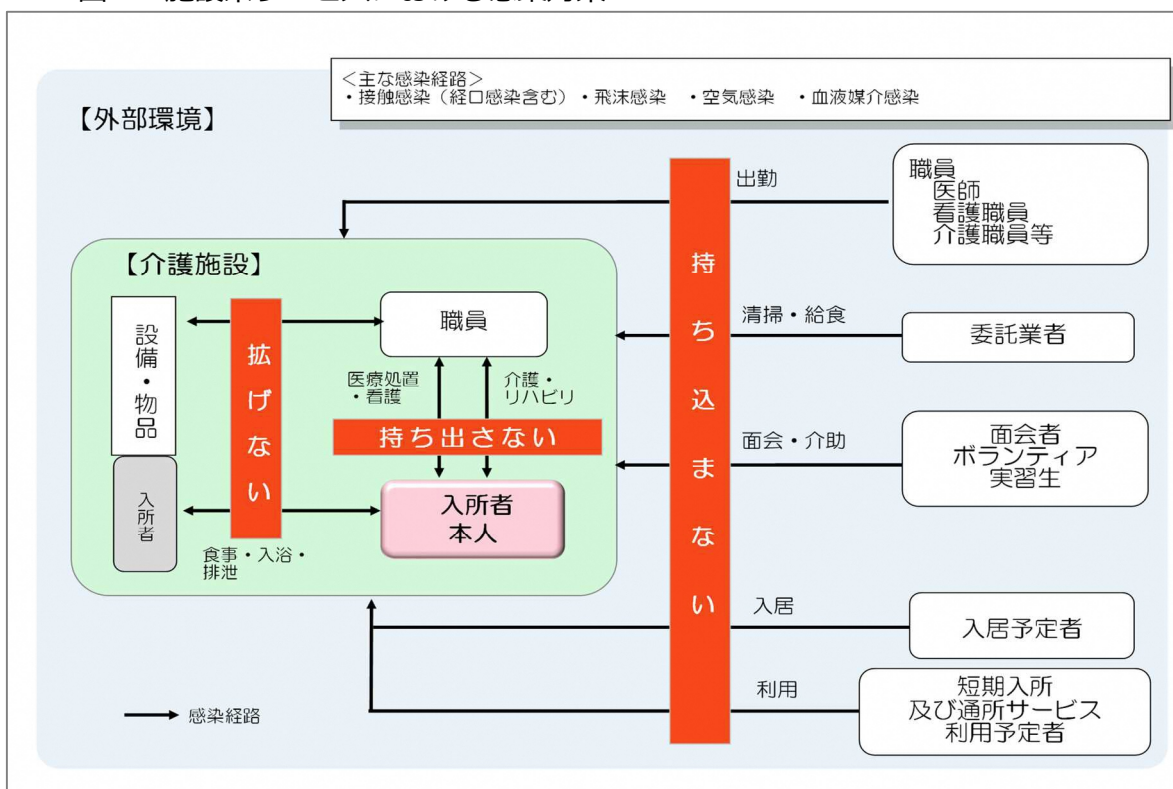 ＜主な感染経路＞
・接触感染（経口感染含む）・飛沫感染　・空気感染　・血液媒介感染
【外部環境】
職員
医師
看護職員
介護職員等
出勤
持ち込まない
【介護施設】
設備・物品
拡げない
職員
清掃・給食
委託業者
医療処置
・看護
介護・
リハビリ
持ち出さない
面会・介助
面会者
ボランティア
実習生
入所者
入所者
本人
食事・入浴・
排泄
入居
入居予定者
利用
短期入所
及び通所サービス
利用予定者
感染経路